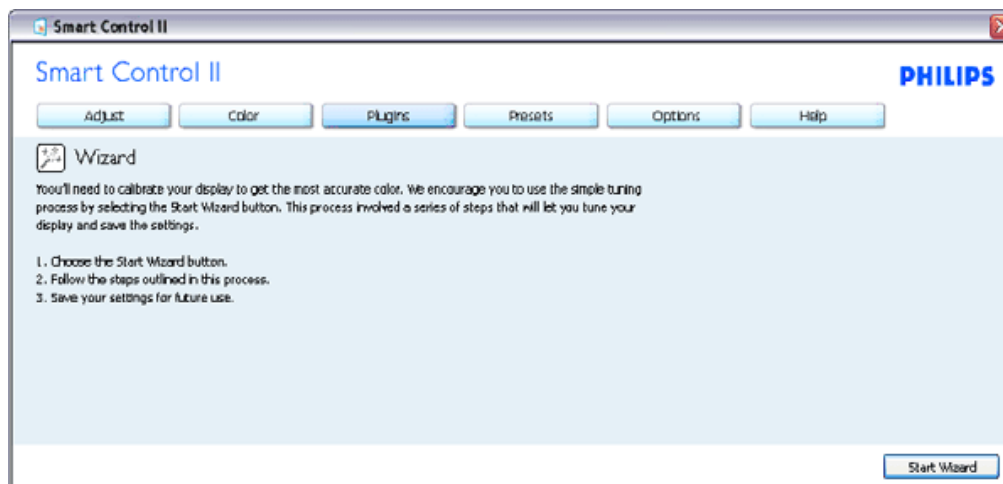 Smart Control II
Smart Control II
PHILIPS
Adjust
Color
Plugins
Presets
Options
Help
Wizard
Yoou'll need to calibrate your display to get the most accurate color. We encourage you to use the simple tuning
process by selecting the Start Wizard button. This process involved a series of steps that will let you tune your
display and save the settings.
1. Choose the Start Wizard button.
2. Follow the steps outlined in this process.
3. Save your settings for future use.
Start Wizard